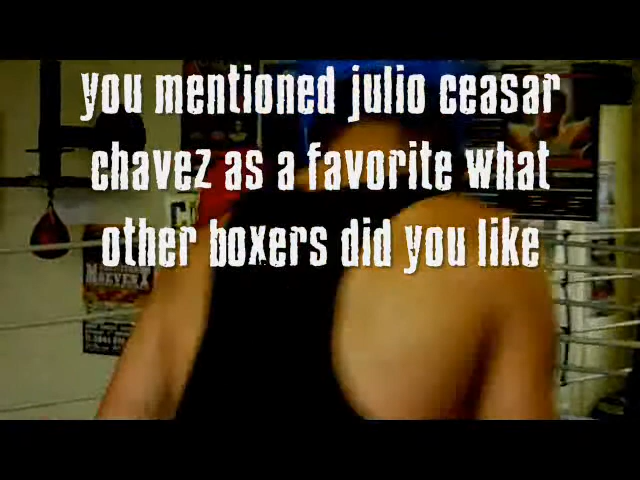 you mentioned julio ceasar
chavez as a favorite what
other boxers did you like